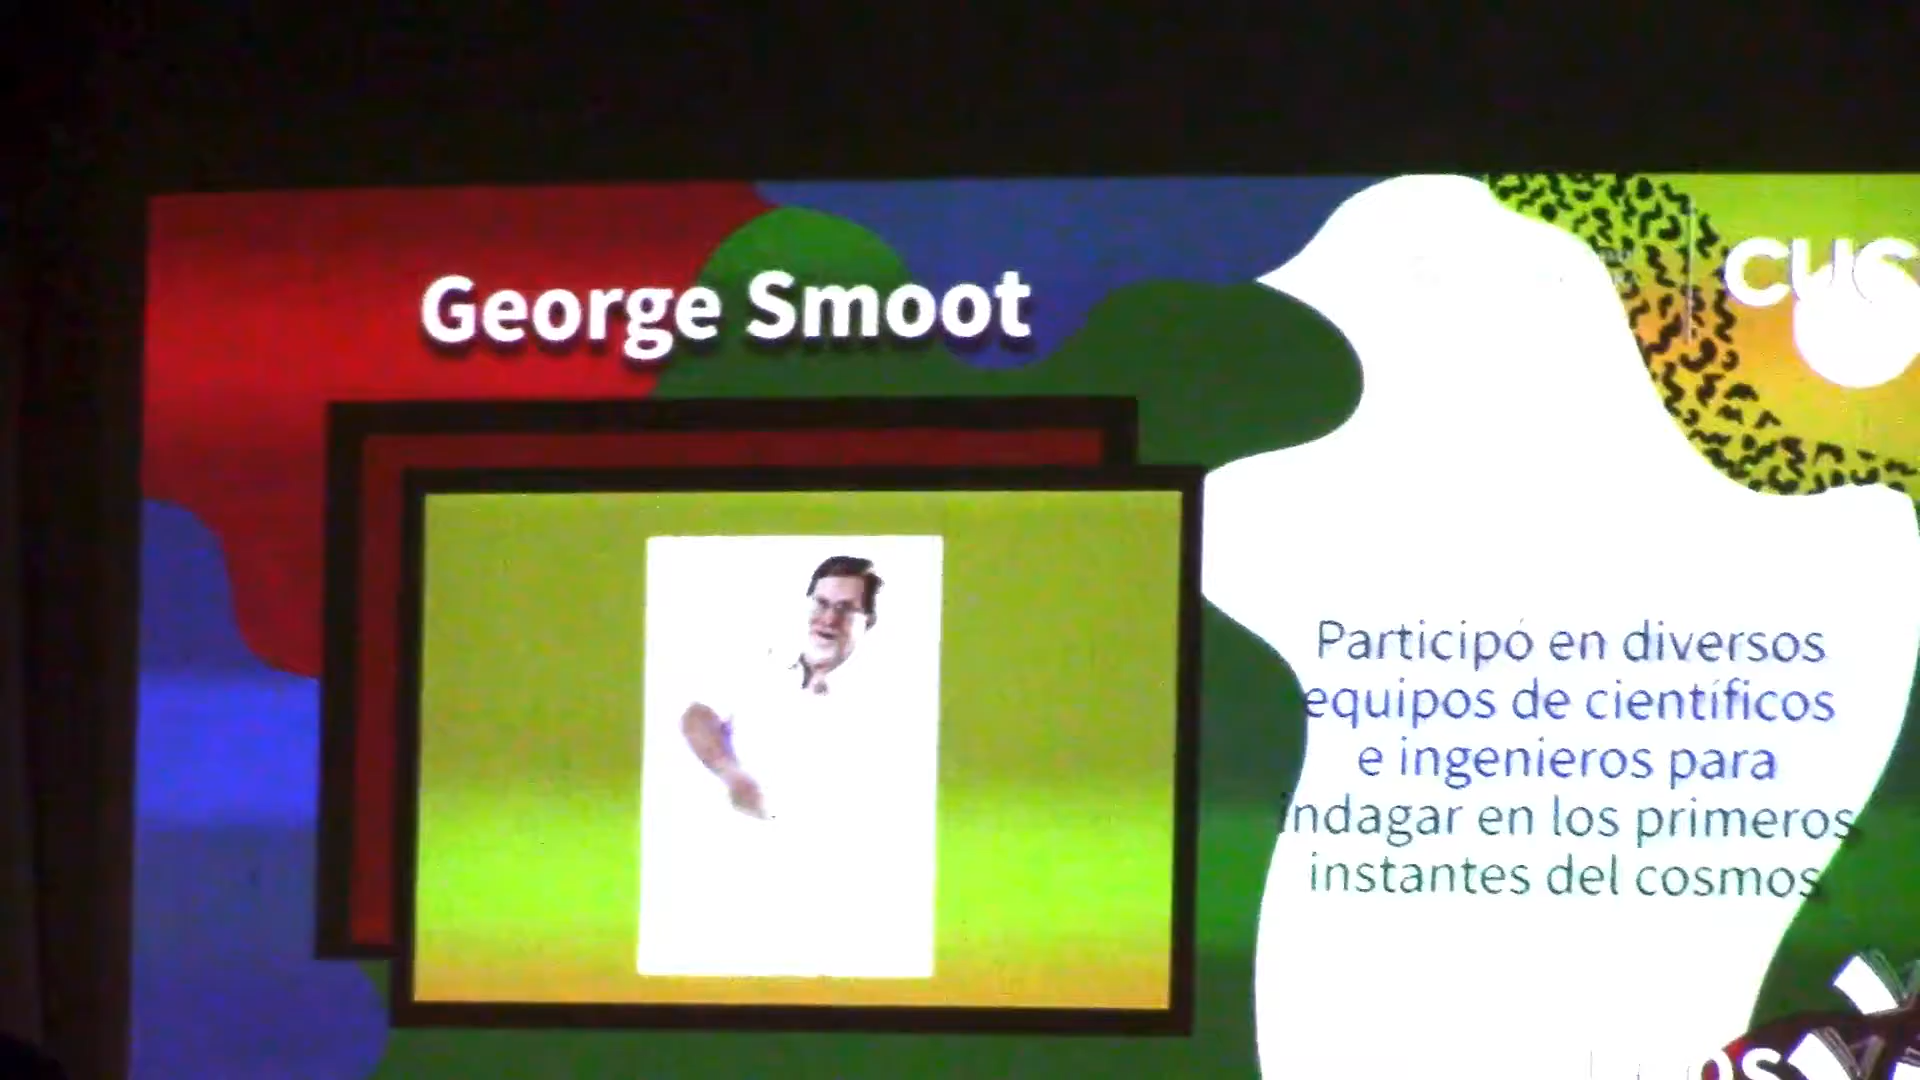 George Smoot
Participó en diversos
equipos de científicos
e ingenieros para
indagar en los primeros
instantes del cosmos